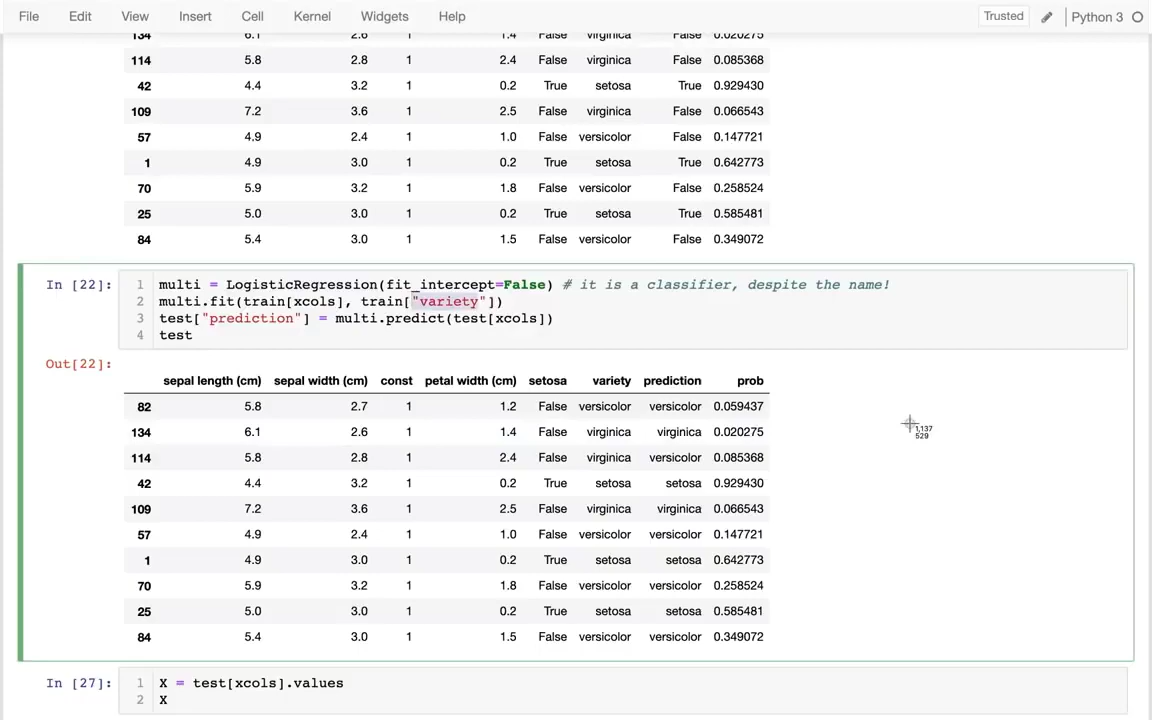 File Edit View Insert Cell Kernel Widgets Help Trusted Python 3
134 6.1 2.6 1 1.4 False virginica False 0.020275
114 5.8 2.8 1 2.4 False virginica False 0.085368
42 4.4 3.2 1 0.2 True setosa True 0.929430
109 7.2 3.6 1 2.5 False virginica False 0.066543
57 4.9 2.4 1 1.0 False versicolor False 0.147721
1 4.9 3.0 1 0.2 True setosa True 0.642773
70 5.9 3.2 1 1.8 False versicolor False 0.258524
25 5.0 3.0 1 0.2 True setosa True 0.585481
84 5.4 3.0 1 1.5 False versicolor False 0.349072
In [22]: 1 multi = LogisticRegression(fit_intercept=False) # it is a classifier, despite the name!
2 multi.fit(train[xcols], train["variety"])
3 test["prediction"] = multi.predict(test[xcols])
4 test
Out[22]:
sepal length (cm) sepal width (cm) const petal width (cm) setosa variety prediction prob
82 5.8 2.7 1 1.2 False versicolor versicolor 0.059437
134 6.1 2.6 1 1.4 False virginica virginica 0.020275
1,137
529
114 5.8 2.8 1 2.4 False virginica versicolor 0.085368
42 4.4 3.2 1 0.2 True setosa setosa 0.929430
109 7.2 3.6 1 2.5 False virginica virginica 0.066543
57 4.9 2.4 1 1.0 False versicolor versicolor 0.147721
1 4.9 3.0 1 0.2 True setosa setosa 0.642773
70 5.9 3.2 1 1.8 False versicolor versicolor 0.258524
25 5.0 3.0 1 0.2 True setosa setosa 0.585481
84 5.4 3.0 1 1.5 False versicolor versicolor 0.349072
In [27]: 1 X = test[xcols].values
2 X